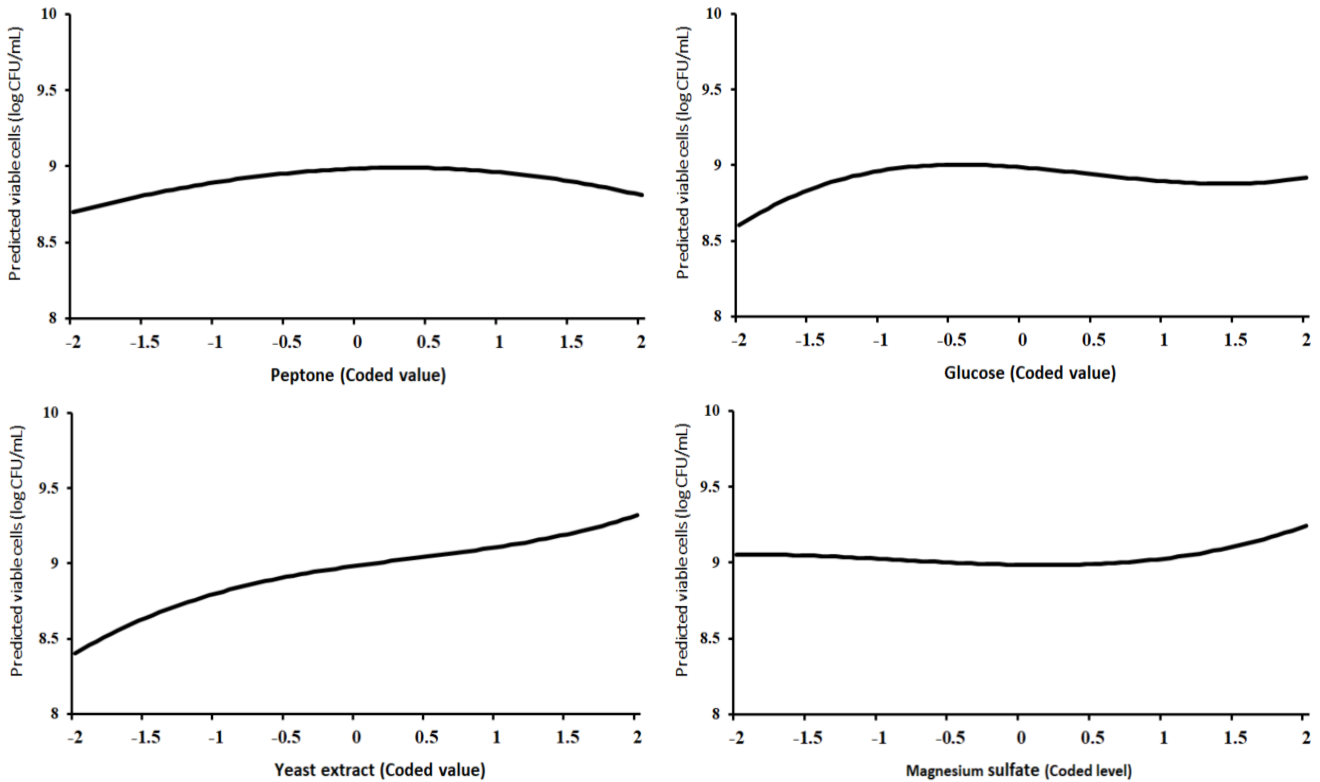 Predicted viable cells (log CFU/mL)
10
9.5
9
8.5
8
-2 -1.5 -1 -0.5 0 0.5 1 1.5 2
Peptone (Coded value)
Predicted viable cells (log CFU/mL)
10
9.5
9
8.5
8
-2 -1.5 -1 -0.5 0 0.5 1 1.5 2
Glucose (Coded value)
Predicted viable cells (log CFU/mL)
10
9.5
9
8.5
8
-2 -1.5 -1 -0.5 0 0.5 1 1.5 2
Yeast extract (Coded value)
Predicted viable cells (log CFU/mL)
10
9.5
9
8.5
8
-2 -1.5 -1 -0.5 0 0.5 1 1.5 2
Magnesium sulfate (Coded level)